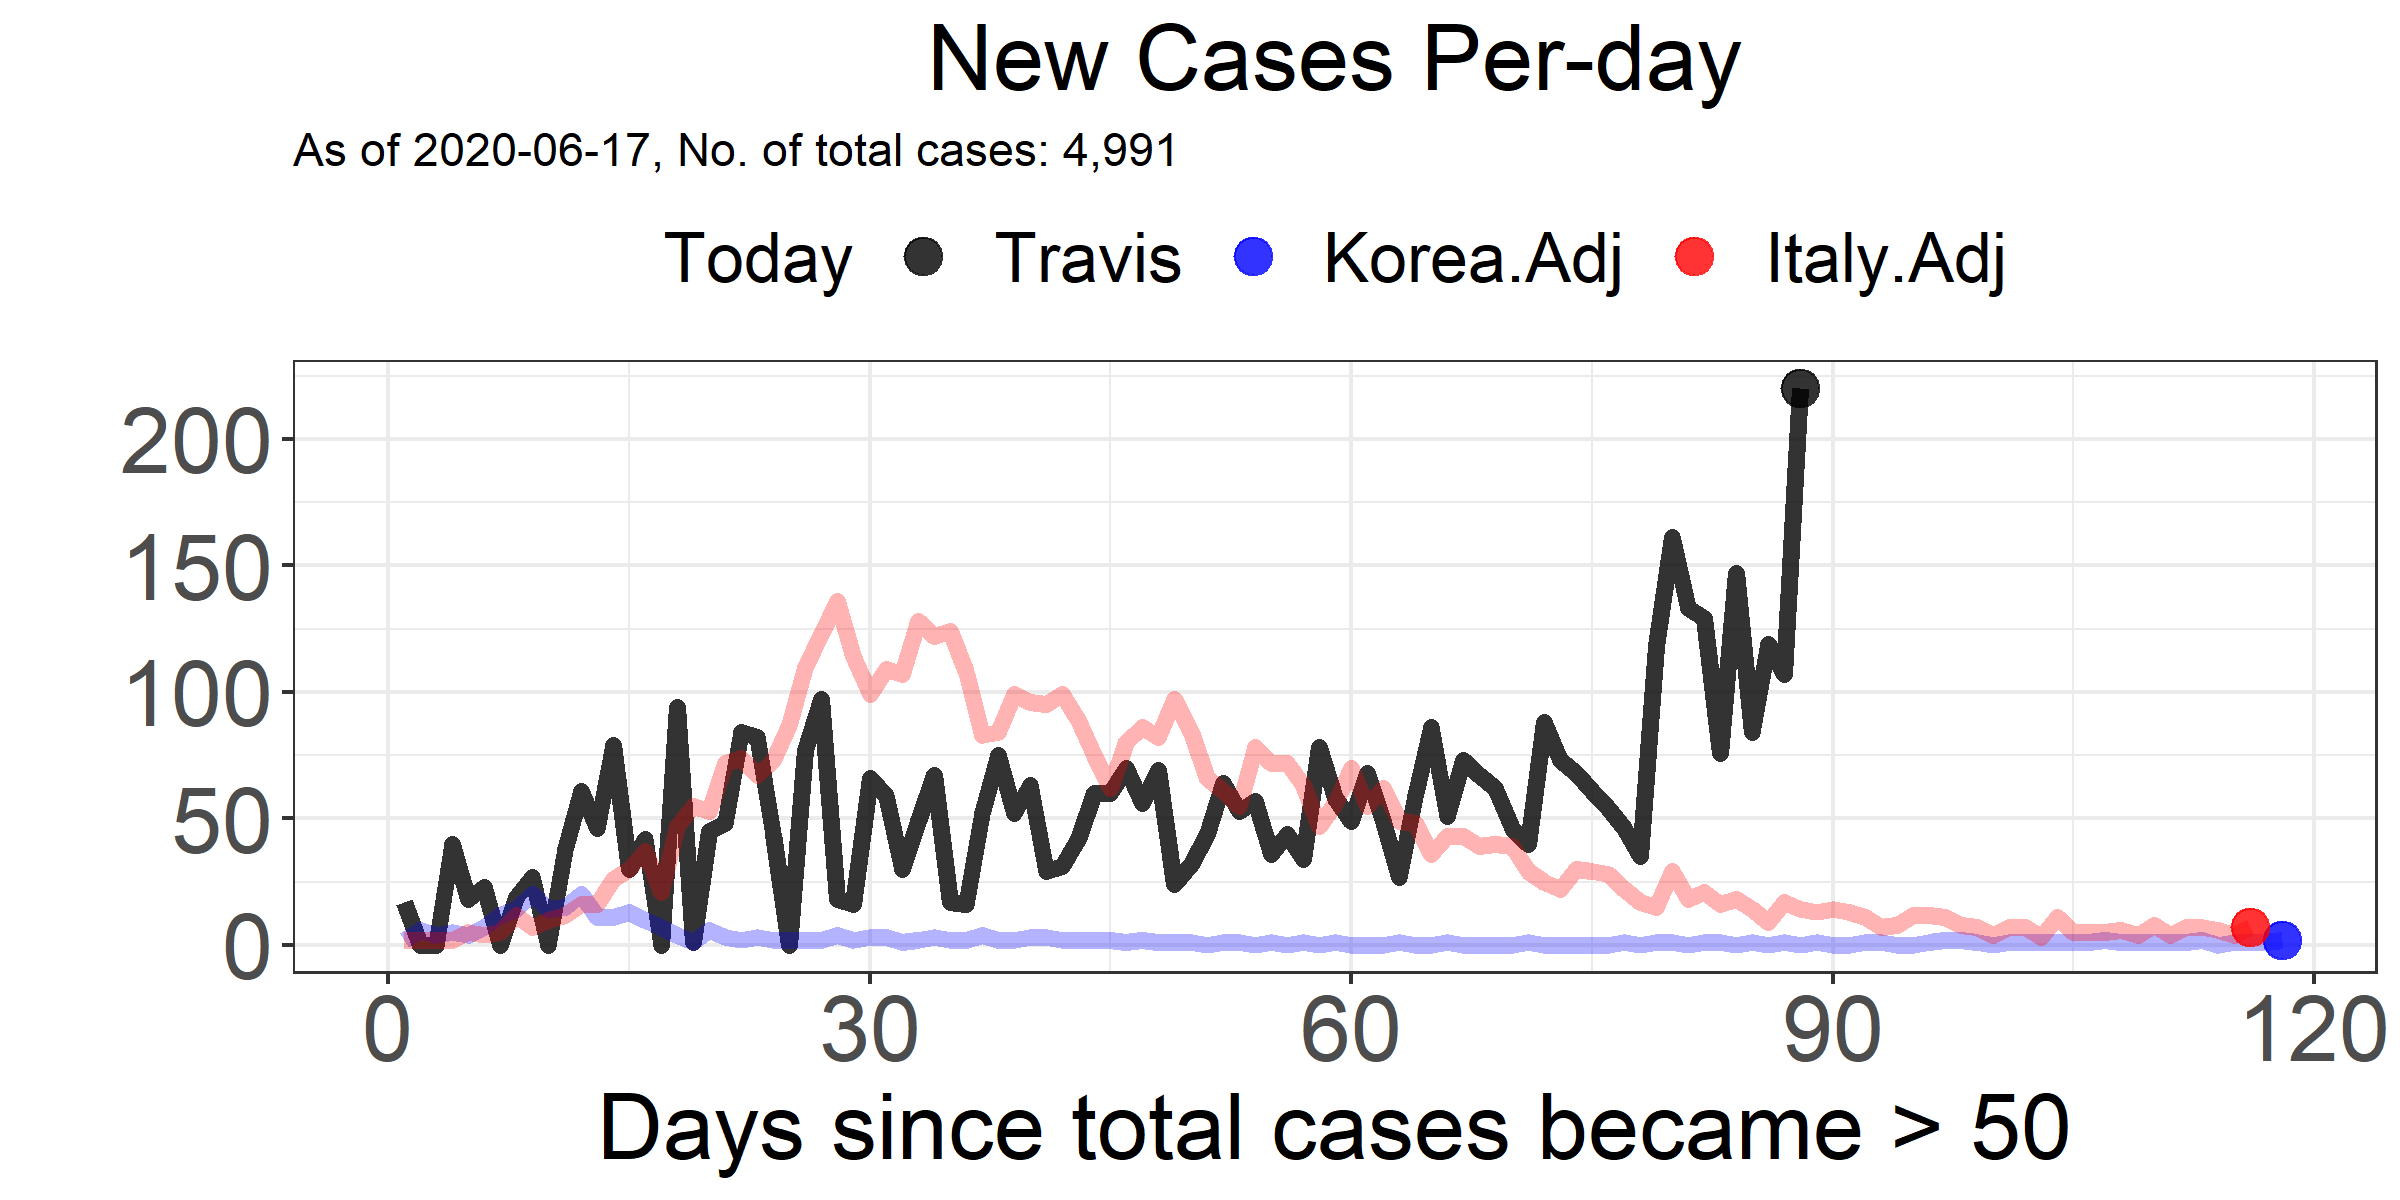 New Cases Per-day
As of 2020-06-17, No. of total cases: 4,991
Today Travis Korea.Adj Italy.Adj
200
150
100
50
0
0 30 60 90 120
Days since total cases became > 50